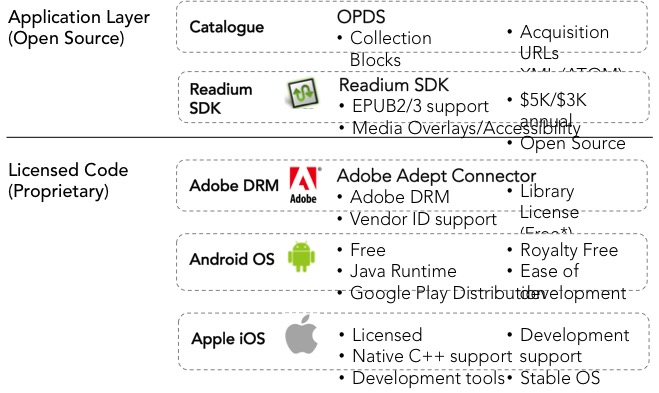 Application Layer
(Open Source)
Catalogue
OPDS
• Collection
Blocks
• Acquisition
URLs
Readium
SDK
Readium SDK
• EPUB2/3 support
• Media Overlays/Accessibility
• $5K/$3K
annual
• Open Source
Licensed Code
(Proprietary)
Adobe DRM
Adobe
Adobe Adept Connector
• Adobe DRM
• Vendor ID support
• Library
License
(Free*)
Android OS
• Free
• Java Runtime
• Google Play Distribution
• Royalty Free
• Ease of
development
Apple iOS
• Licensed
• Native C++ support
• Development tools
• Development
support
• Stable OS